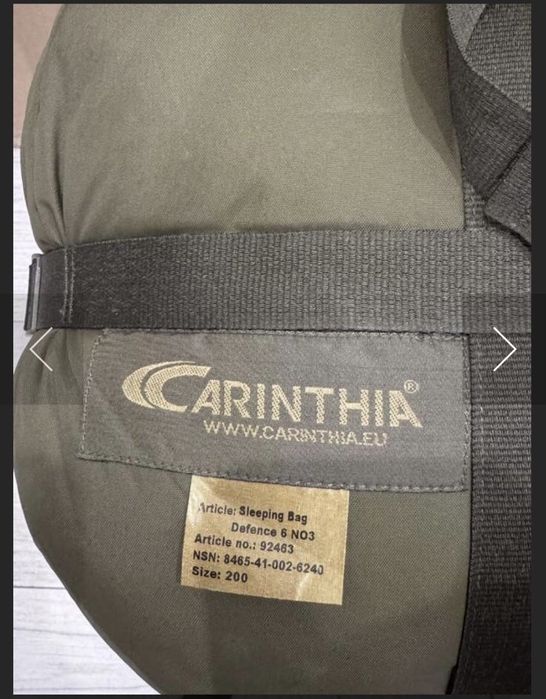 CARINTHIA®
WWW.CARINTHIA.EU
Article: Sleeping Bag
Defence 6 NO3
Article no.: 92463
NSN: 8465-41-002-6240
Size: 200